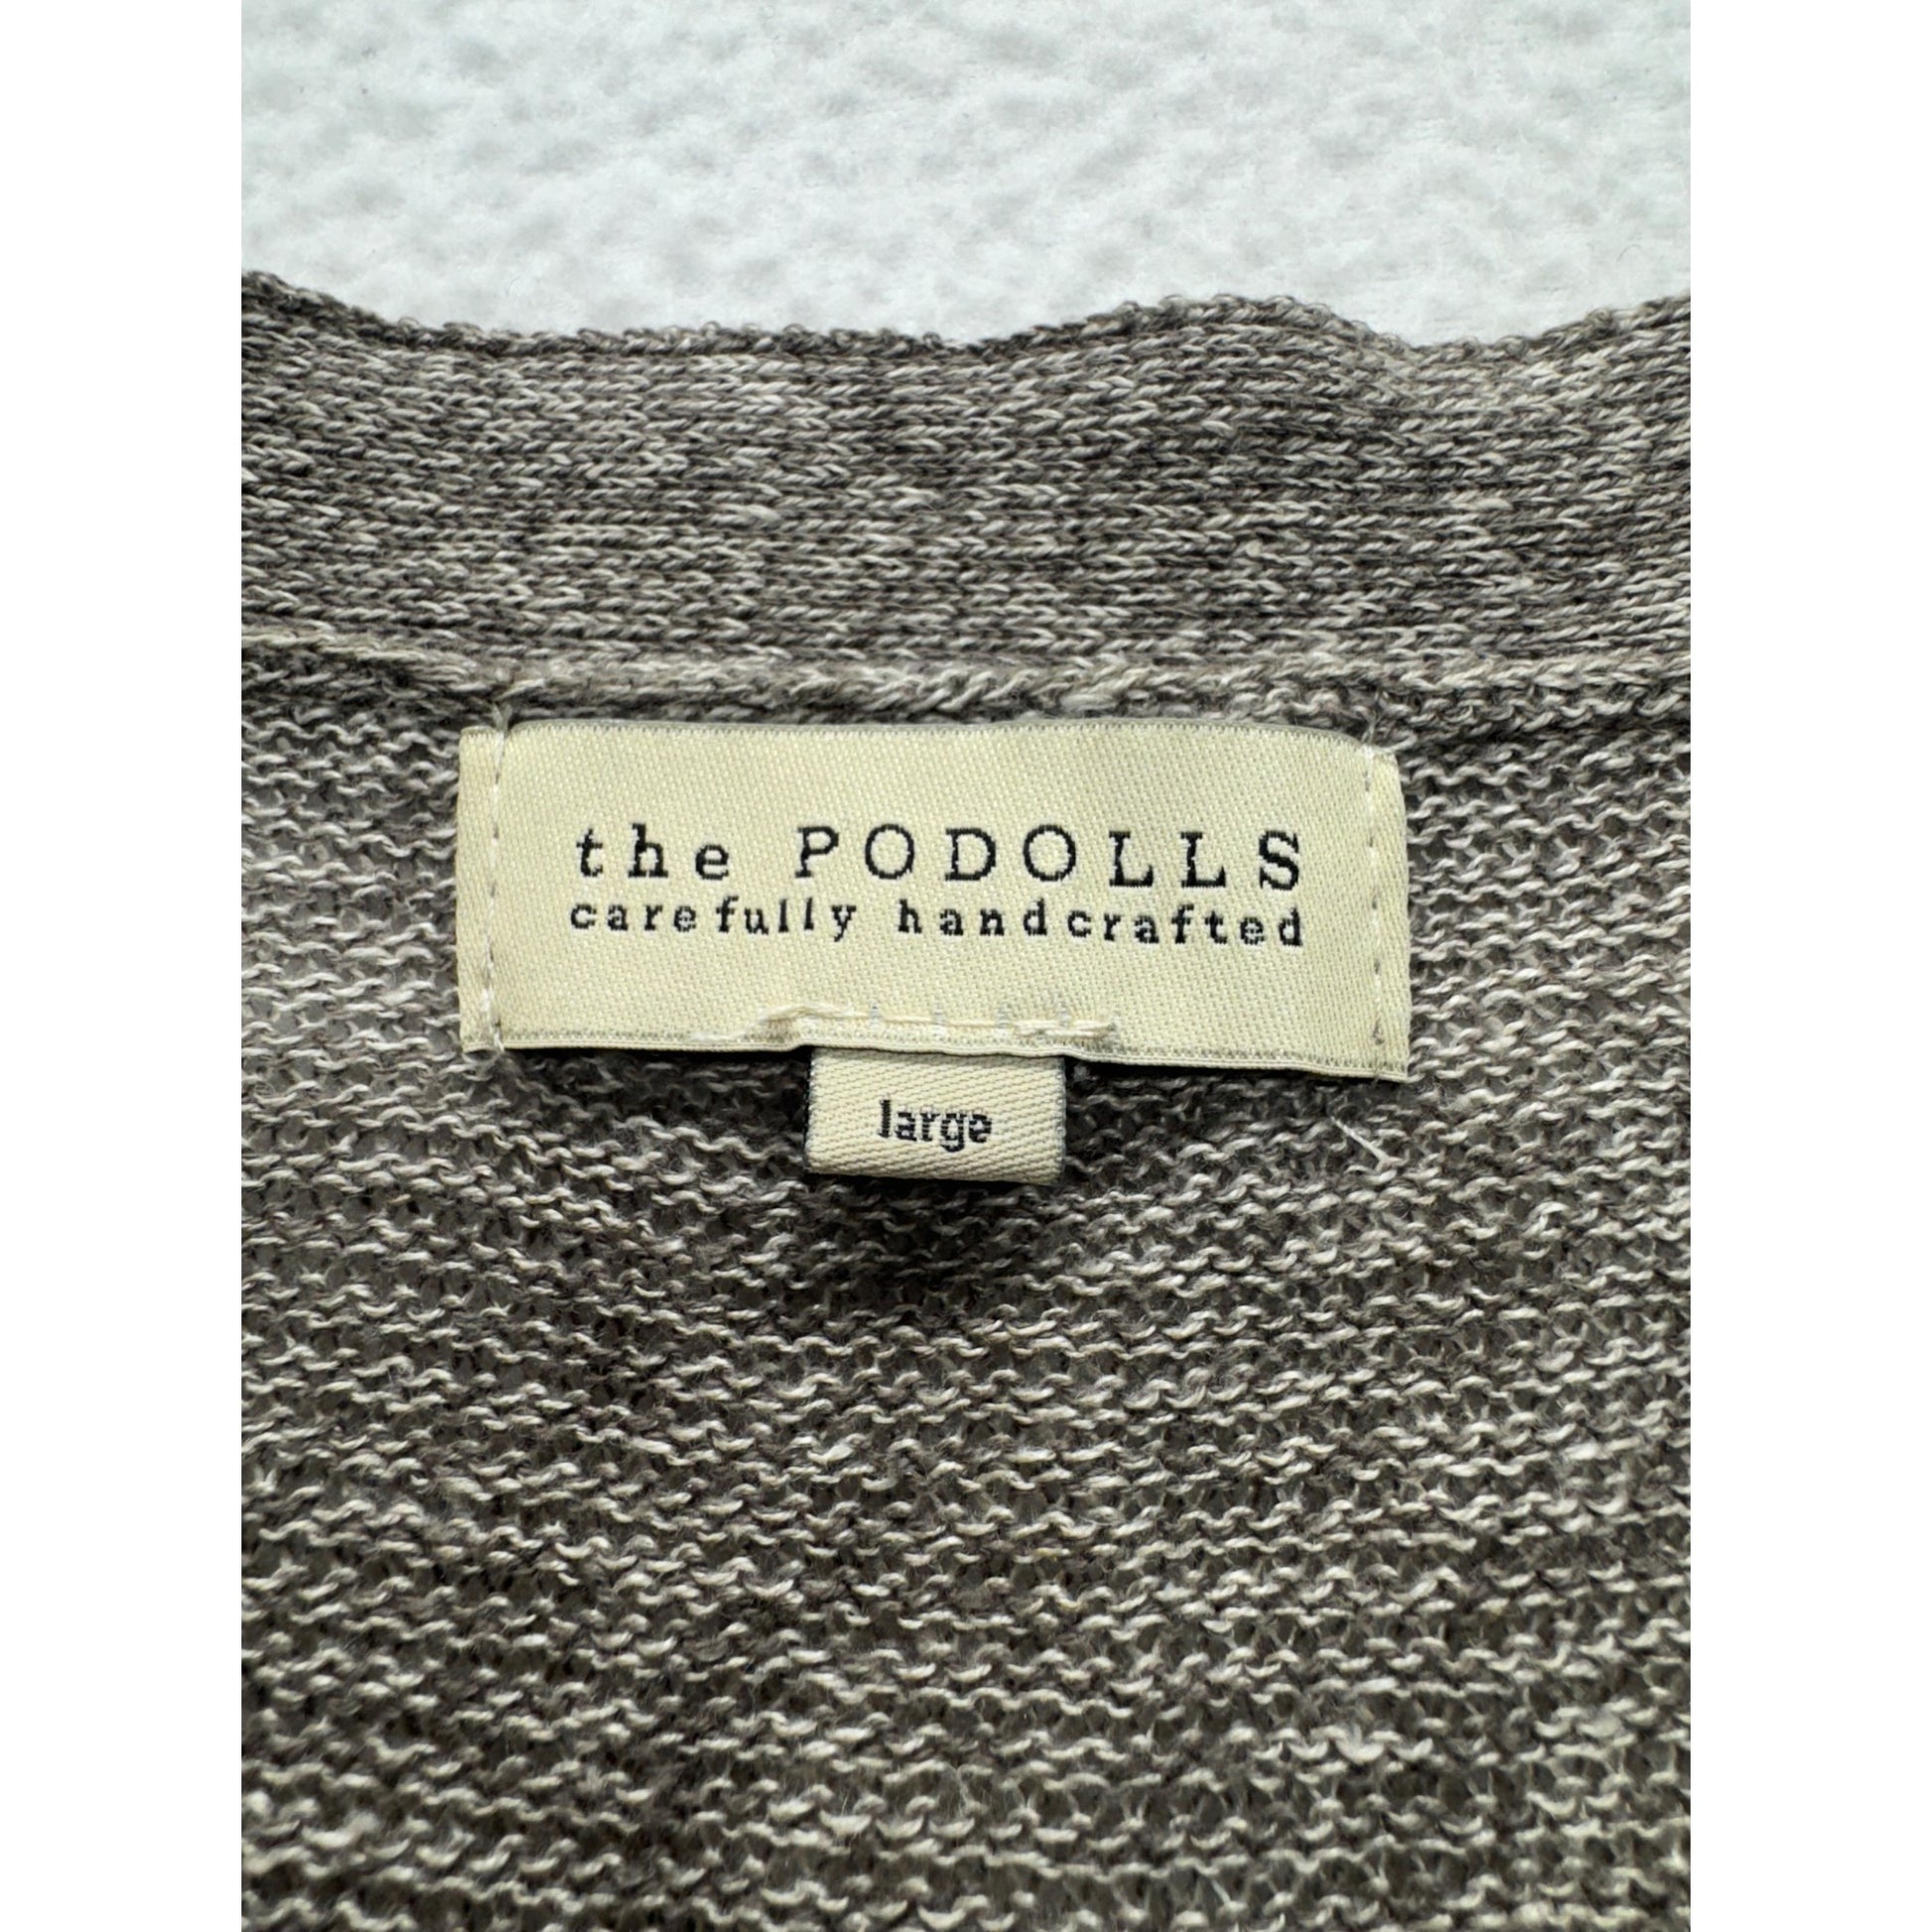 the PODOLLS
carefully handcrafted
large